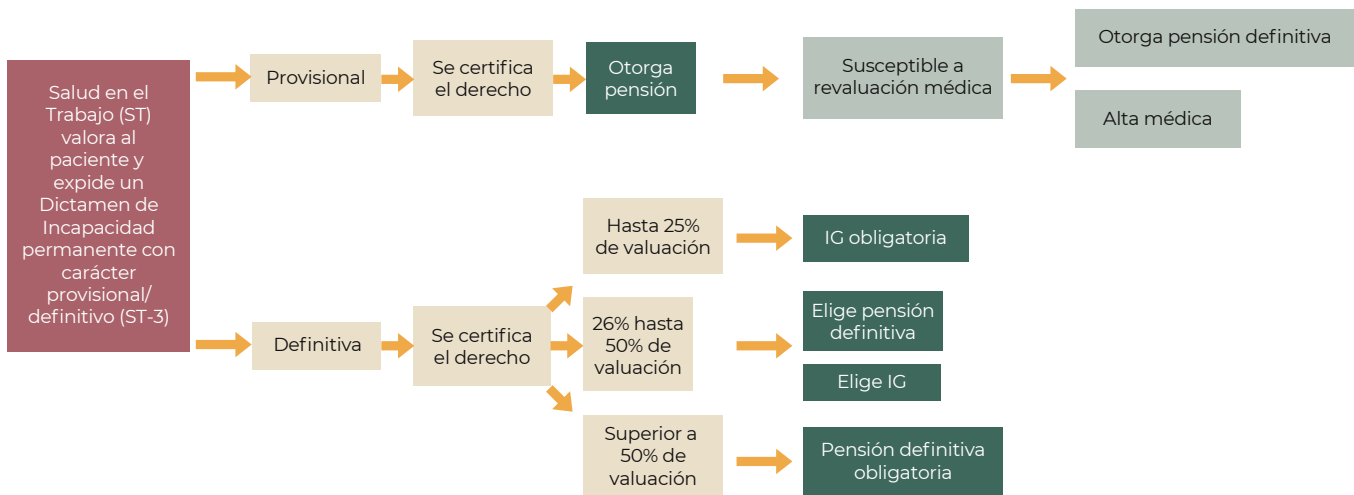 Salud en el
Trabajo (ST)
valora al
paciente y
expide un
Dictamen de
Incapacidad
permanente con
carácter
provisional/
definitivo (ST-3)
Provisional
Se certifica
el derecho
Otorga
pensión
Susceptible a
revaluación médica
Otorga pensión definitiva
Alta médica
Definitiva
Se certifica
el derecho
Hasta 25%
de valuación
IG obligatoria
26% hasta
50% de
valuación
Elige pensión
definitiva
Elige IG
Superior a
50% de
valuación
Pensión definitiva
obligatoria